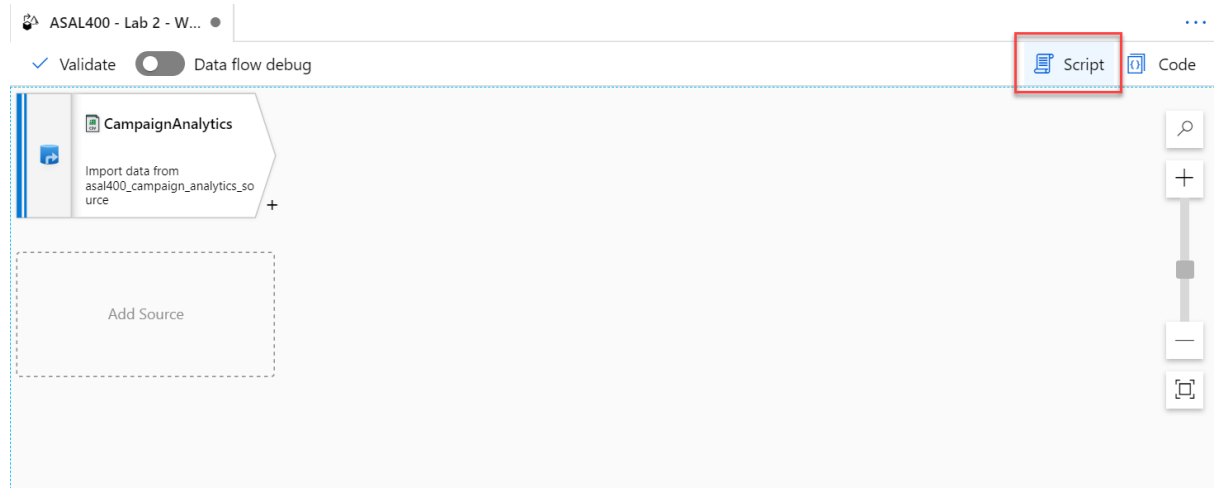 ASAL400 - Lab 2 - W...
Validate Data flow debug Script Code
CampaignAnalytics
Import data from
asal400_campaign_analytics_so
urce
Add Source